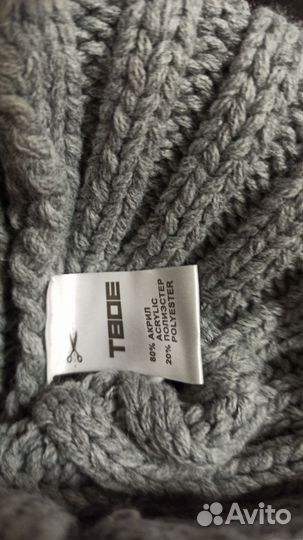 ТВОЕ
80% АКРИЛ
ACRYLIC
20% ПОЛИЭСТЕР
POLYESTER
Avito